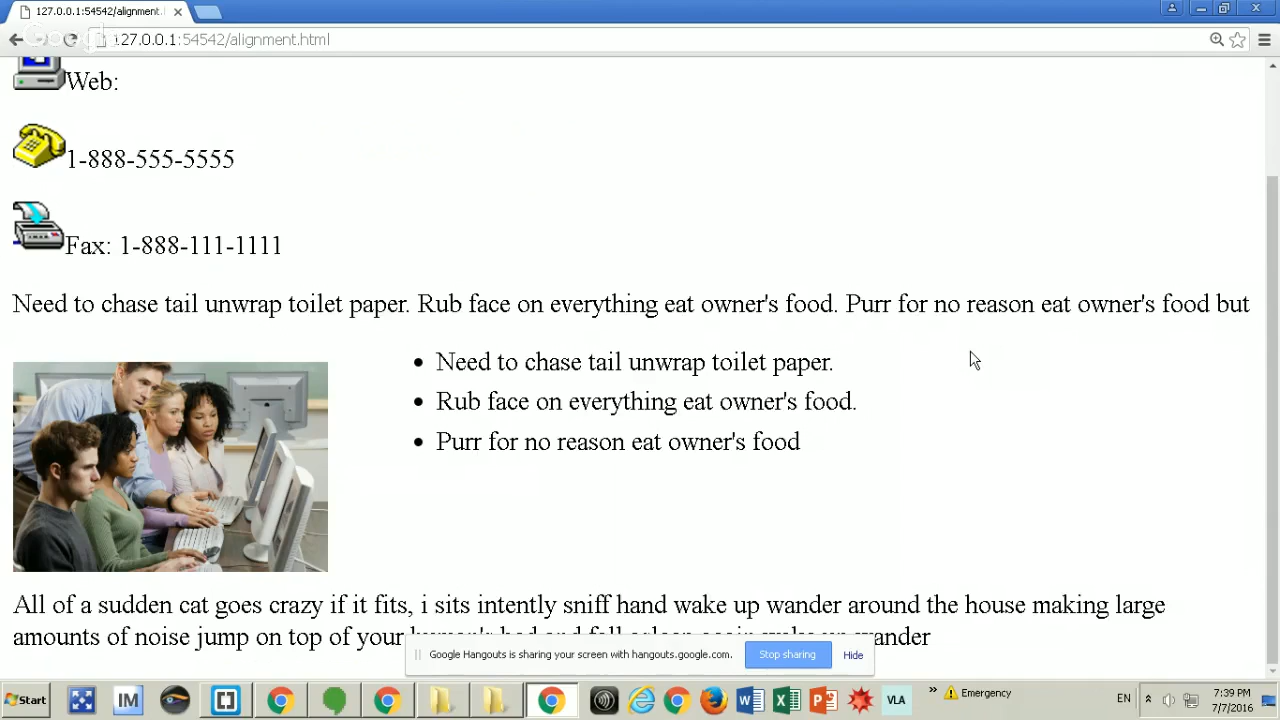 127.0.0.1:54542/alignment.
127.0.0.1:54542/alignment.html
Web:
1-888-555-5555
Fax: 1-888-111-1111
Need to chase tail unwrap toilet paper. Rub face on everything eat owner's food. Purr for no reason eat owner's food but
Need to chase tail unwrap toilet paper.
Rub face on everything eat owner's food.
Purr for no reason eat owner's food
All of a sudden cat goes crazy if it fits, i sits intently sniff hand wake up wander around the house making large
amounts of noise jump on top of your
Google Hangouts is sharing your screen with hangouts.google.com. Stop sharing Hide
Start IM VLA » Emergency EN 7:39 PM
7/7/2016